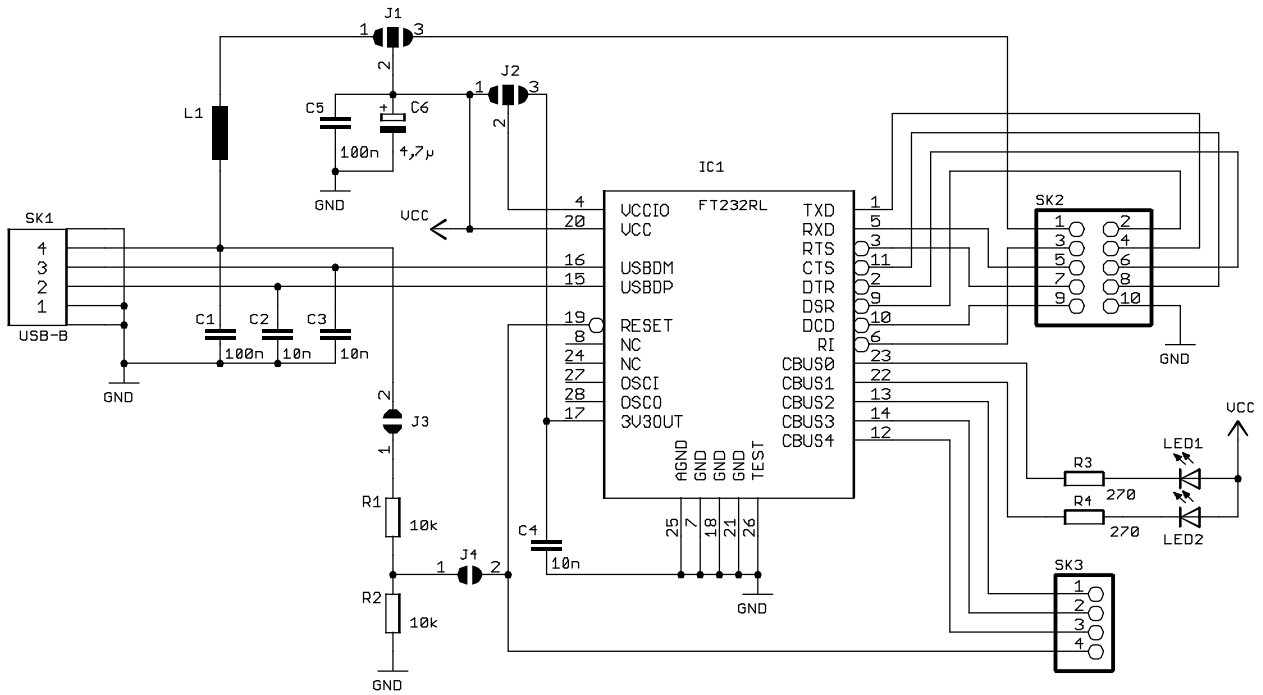 J1
1 3
2
J2
1 3
2
L1
C5
100n
+ C6
4,7µ
GND
VCC
SK1
4
3
2
1
USB-B
C1
100n
C2
10n
C3
10n
GND
IC1
FT232RL
4 VCCIO
20 VCC
16 USBDM
15 USBDP
19 RESET
8 NC
24 NC
27 OSCI
28 OSCO
17 3V3OUT
TXD 1
RXD 5
RTS 3
CTS 11
DTR 2
DSR 9
DCD 10
RI 6
CBUS0 23
CBUS1 22
CBUS2 13
CBUS3 14
CBUS4 12
AGND 25
GND 7
GND 18
GND 21
TEST 26
GND
SK2
1 2
3 4
5 6
7 8
9 10
GND
VCC
R3
270
LED1
R4
270
LED2
2
J3
1
R1
10k
J4
1 2
R2
10k
GND
C4
10n
SK3
1
2
3
4